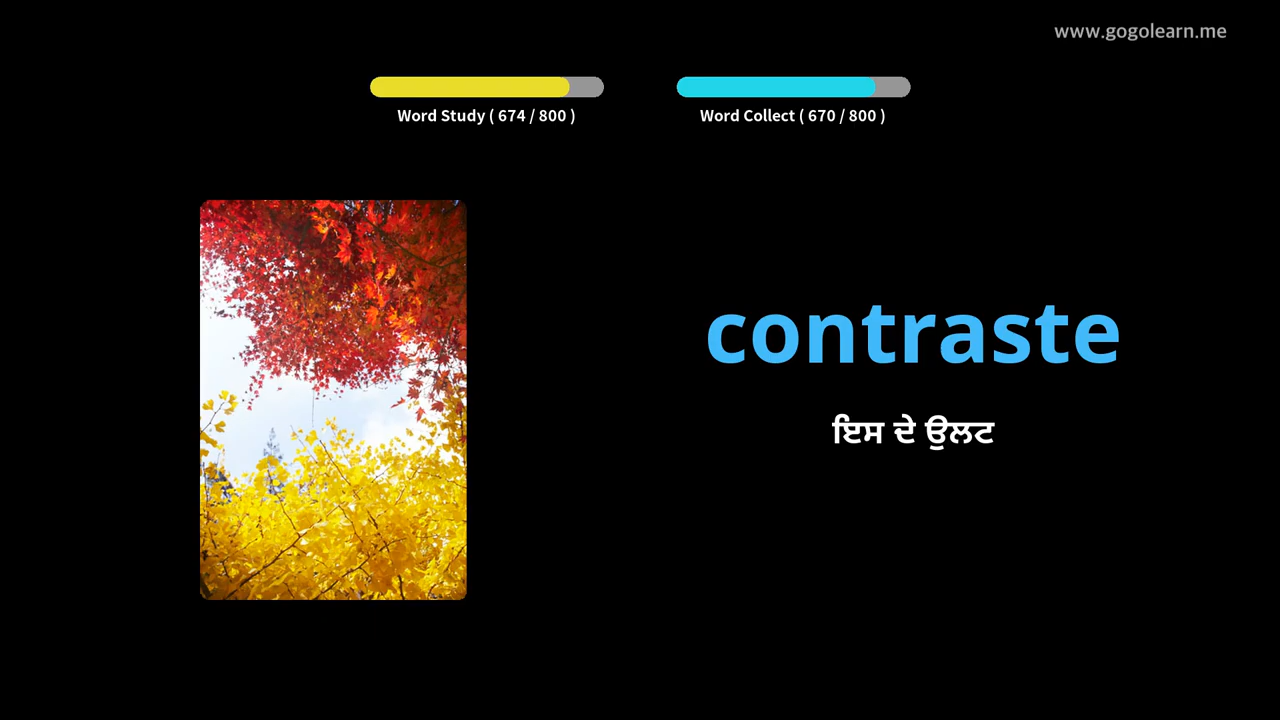 www.gogolearn.me
Word Study ( 674 / 800 )
Word Collect ( 670 / 800 )
contraste
ਇਸ ਦੇ ਉਲਟ